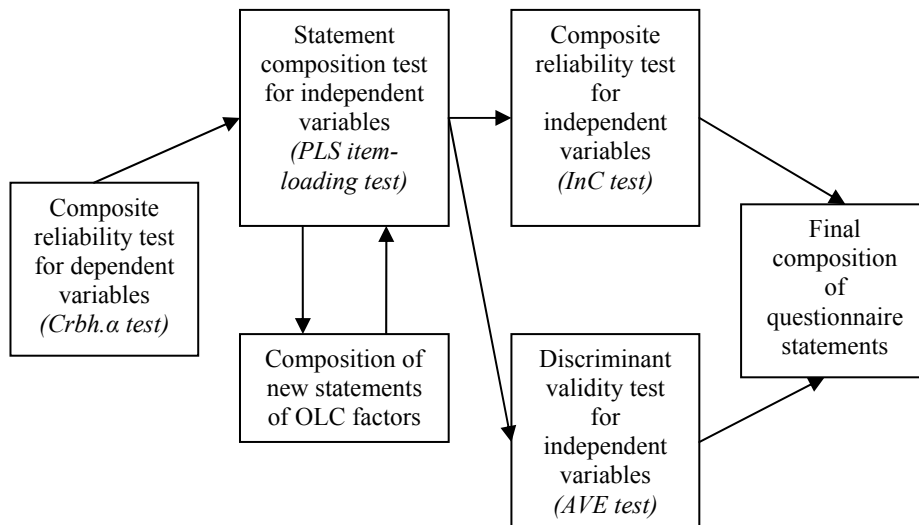 Composite
reliability test
for dependent
variables
(Crbh.α test)
Statement
composition test
for independent
variables
(PLS item-
loading test)
Composition of
new statements
of OLC factors
Composite
reliability test
for
independent
variables
(InC test)
Discriminant
validity test
for
independent
variables
(AVE test)
Final
composition
of
questionnaire
statements